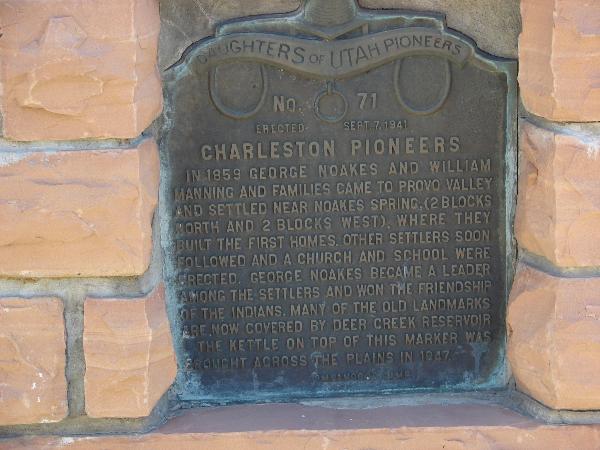 DAUGHTERS OF UTAH PIONEERS
NO. 71
ERECTED SEPT. 7, 1941
CHARLESTON PIONEERS
IN 1859 GEORGE NOAKES AND WILLIAM
MANNING AND FAMILIES CAME TO PROVO VALLEY
AND SETTLED NEAR NOAKES SPRING, (2 BLOCKS
NORTH AND 2 BLOCKS WEST), WHERE THEY
BUILT THE FIRST HOMES. OTHER SETTLERS SOON
FOLLOWED AND A CHURCH AND SCHOOL WERE
ERECTED. GEORGE NOAKES BECAME A LEADER
AMONG THE SETTLERS AND WON THE FRIENDSHIP
OF THE INDIANS. MANY OF THE OLD LANDMARKS
ARE NOW COVERED BY DEER CREEK RESERVOIR
THE KETTLE ON TOP OF THIS MARKER WAS
BROUGHT ACROSS THE PLAINS IN 1847.